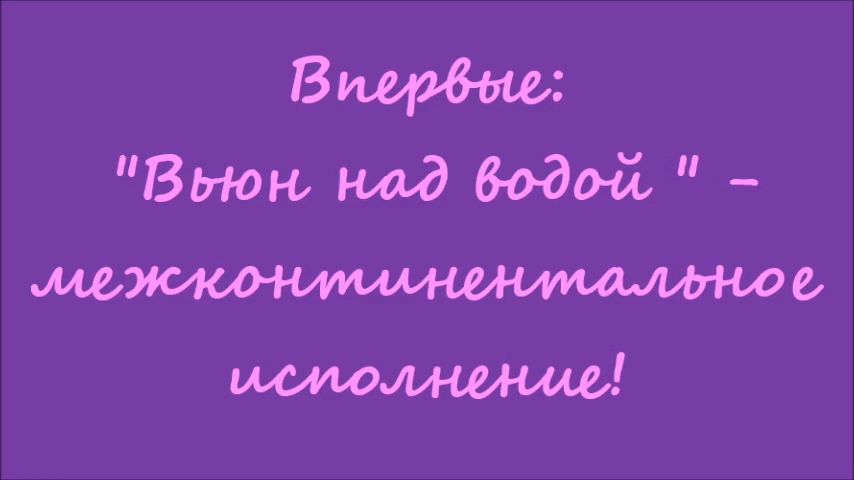 Впервые:
"Вьюн над водой " -
межконтинентальное
исполнение!